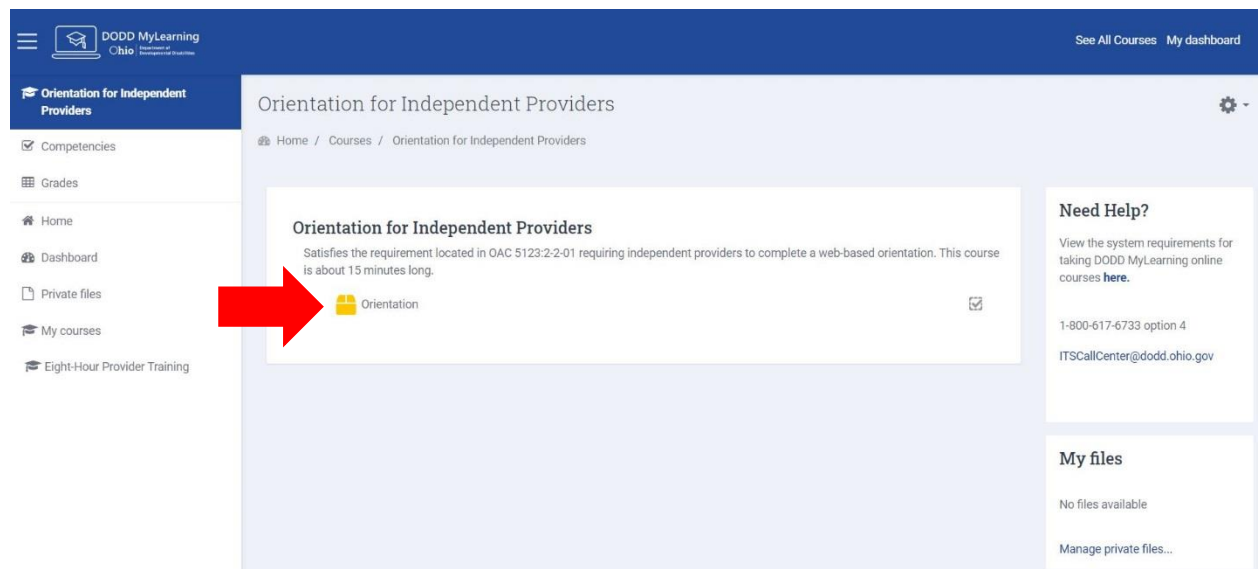 DODD MyLearning
Ohio Department of Developmental Disabilities
See All Courses My dashboard
Orientation for Independent
Providers
Competencies
Grades
Home
Dashboard
Private files
My courses
Eight-Hour Provider Training
Orientation for Independent Providers
Home / Courses / Orientation for Independent Providers
Orientation for Independent Providers
Satisfies the requirement located in OAC 5123:2-2-01 requiring independent providers to complete a web-based orientation. This course
is about 15 minutes long.
Orientation
Need Help?
View the system requirements for
taking DODD MyLearning online
courses here.
1-800-617-6733 option 4
ITSCallCenter@dodd.ohio.gov
My files
No files available
Manage private files...